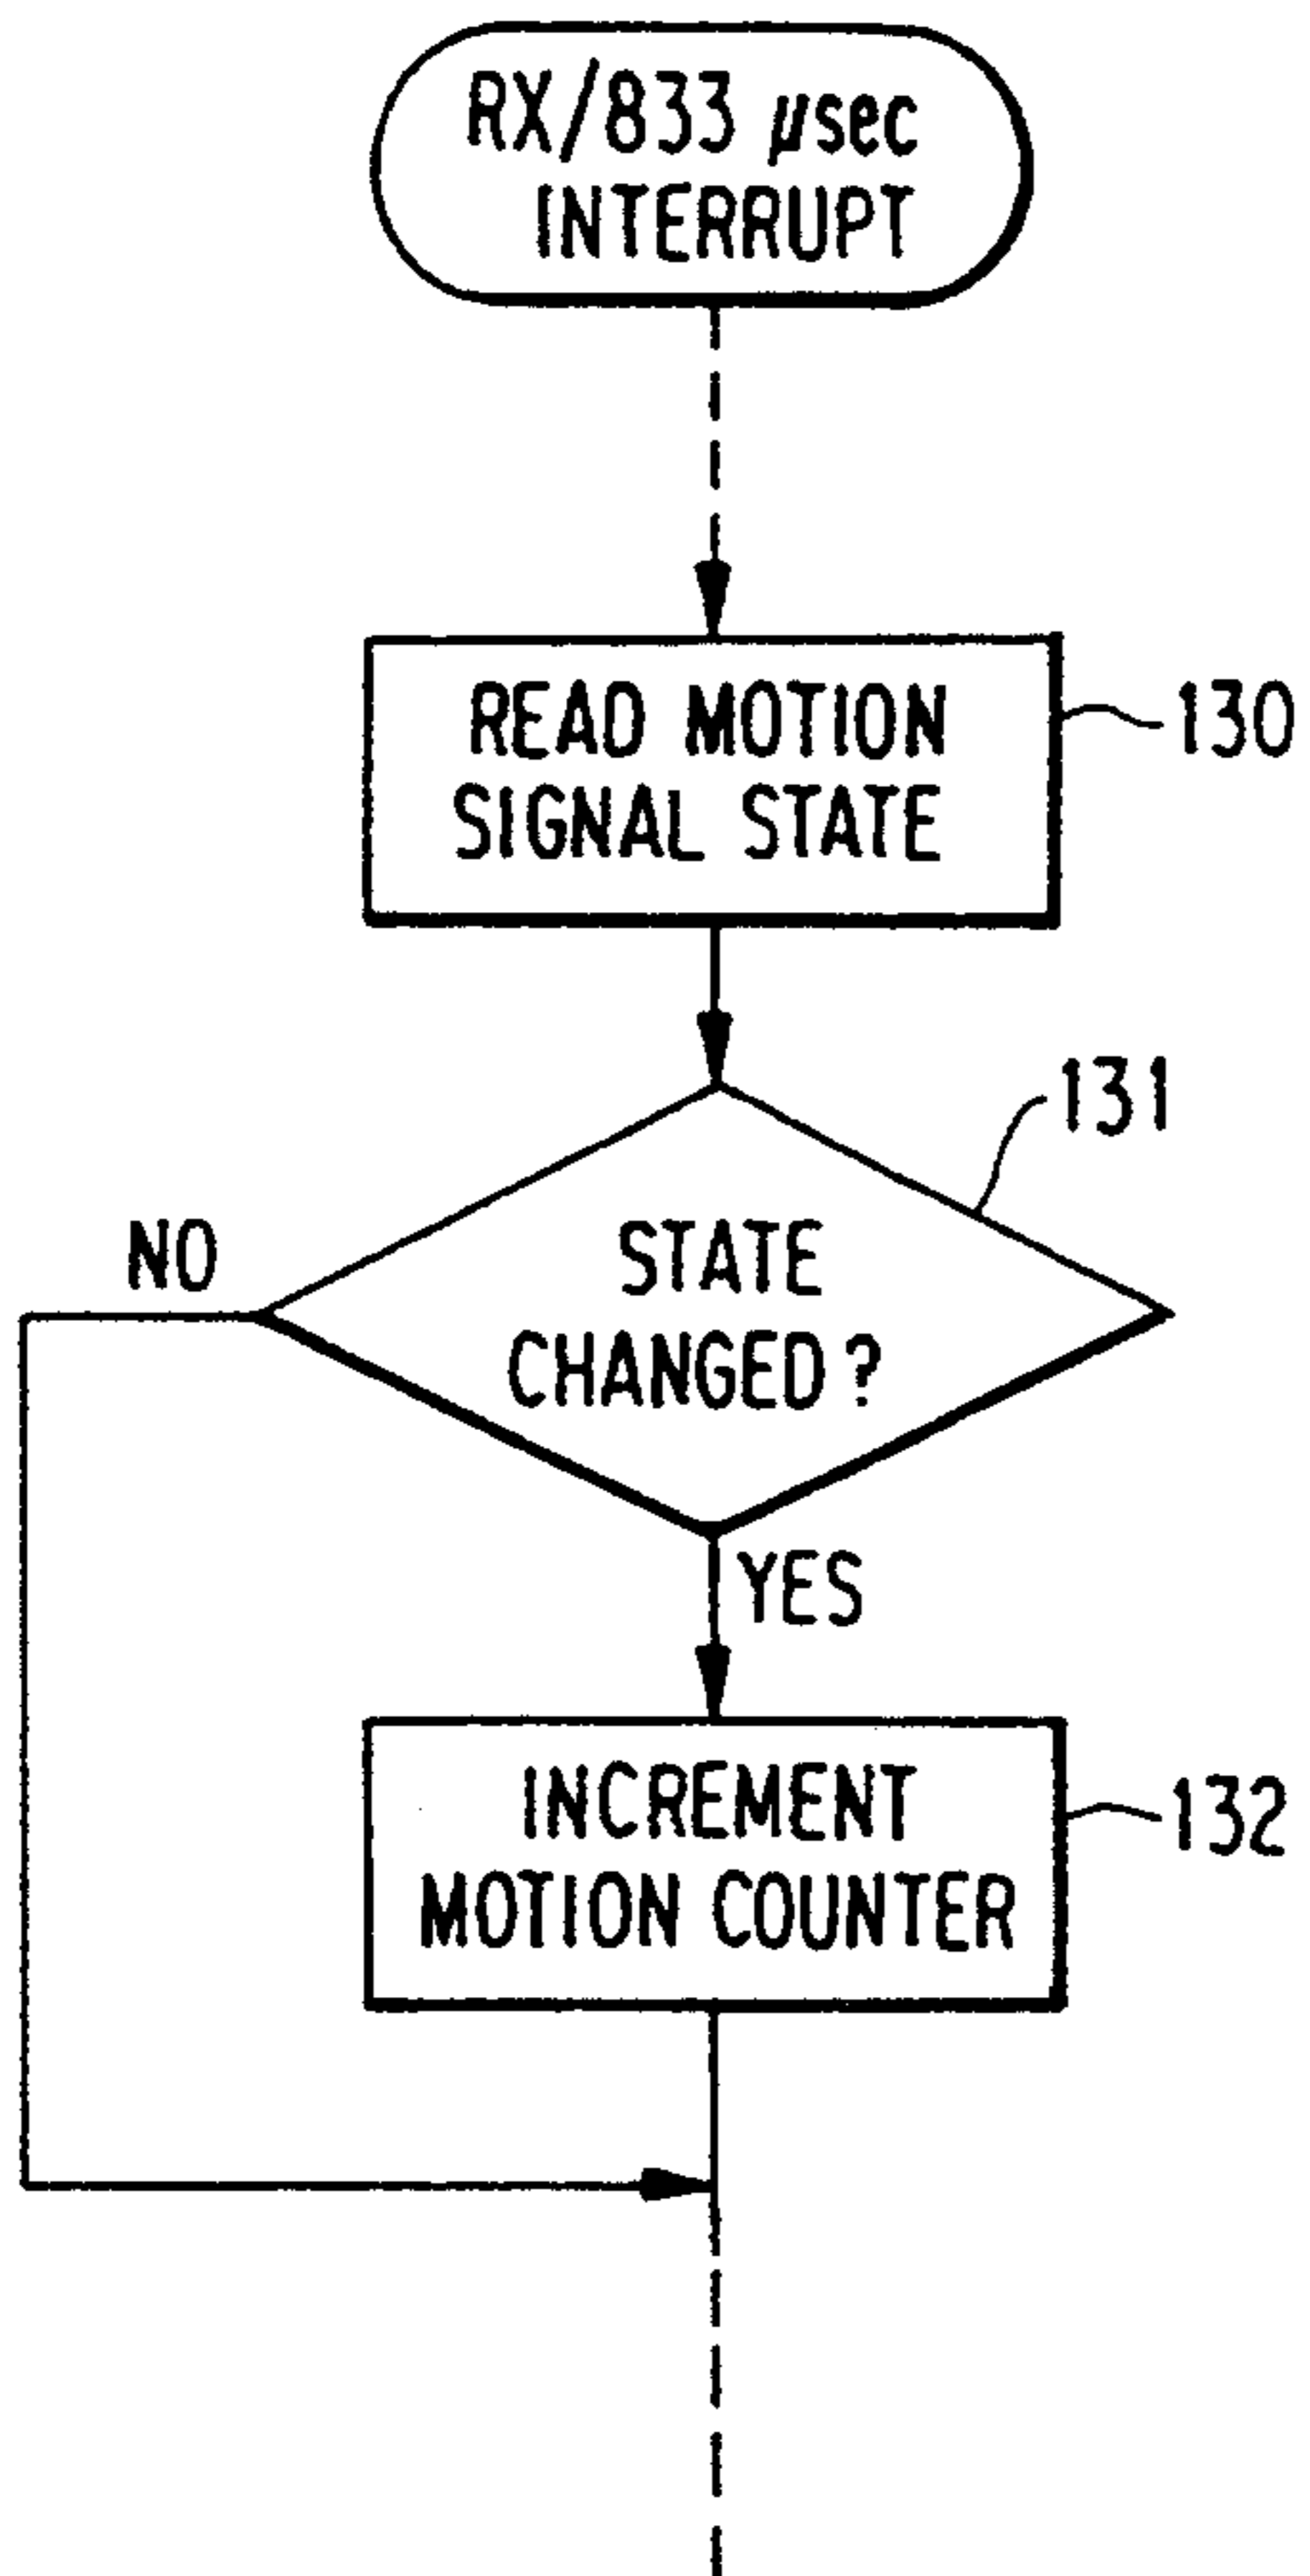 RX/833 µsec
INTERRUPT
READ MOTION
SIGNAL STATE
130
131
STATE
CHANGED?
NO
YES
INCREMENT
MOTION COUNTER
132